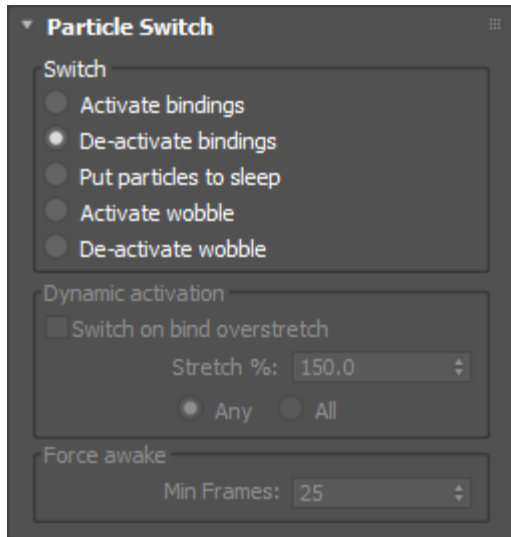 Particle Switch
Switch
Activate bindings
De-activate bindings
Put particles to sleep
Activate wobble
De-activate wobble
Dynamic activation
Switch on bind overstretch
Stretch %: 150.0
Any All
Force awake
Min Frames: 25